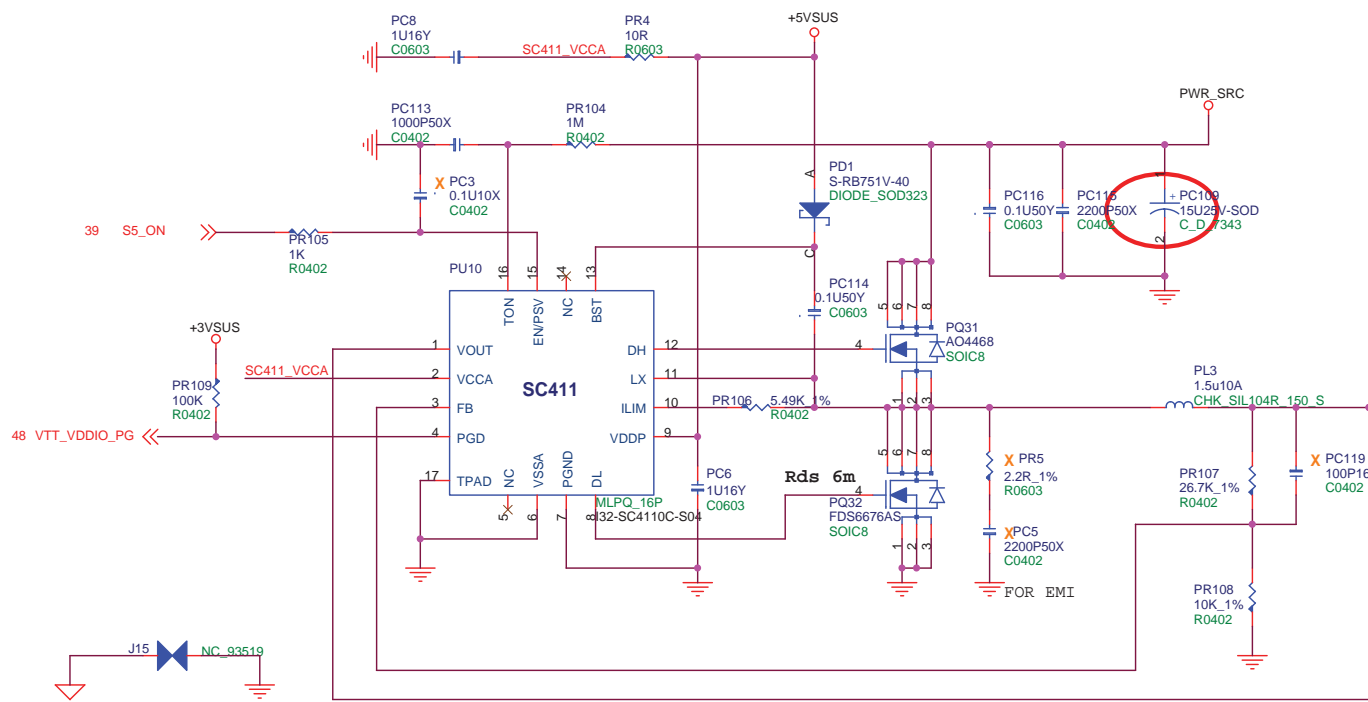 PC8
1U16Y
C0603
SC411_VCCA
PR4
10R
R0603
+5VSUS
PC113
1000P50X
C0402
PR104
1M
R0402
PWR_SRC
X PC3
0.1U10X
C0402
PD1
S-RB751V-40
DIODE_SOD323
A
C
PC116
0.1U50Y
C0603
PC115
2200P50X
C0402
1
+
PC109
15U25V-SOD
C_D_7343
2
39 S5_ON
PR105
1K
R0402
PU10
16
15
14
13
TON
EN/PSV
NC
BST
PC114
0.1U50Y
C0603
5
6
7
8
PQ31
AO4468
SOIC8
4
1
2
3
+3VSUS
PR109
100K
R0402
SC411_VCCA
48 VTT_VDDIO_PG
1 VOUT
2 VCCA
3 FB
4 PGD
17 TPAD
SC411
DH 12
LX 11
ILIM 10
VDDP 9
NC
VSSA
PGND
DL
5
6
7
8
MLPQ_16P
I32-SC4110C-S04
PR106
5.49K_1%
R0402
PC6
1U16Y
C0603
Rds 6m
5
6
7
8
4
PQ32
FDS6676AS
SOIC8
1
2
3
X PR5
2.2R_1%
R0603
X PC5
2200P50X
C0402
FOR EMI
PL3
1.5u10A
CHK_SIL104R_150_S
PR107
26.7K_1%
R0402
X PC119
100P16
C0402
PR108
10K_1%
R0402
J15
NC_93519